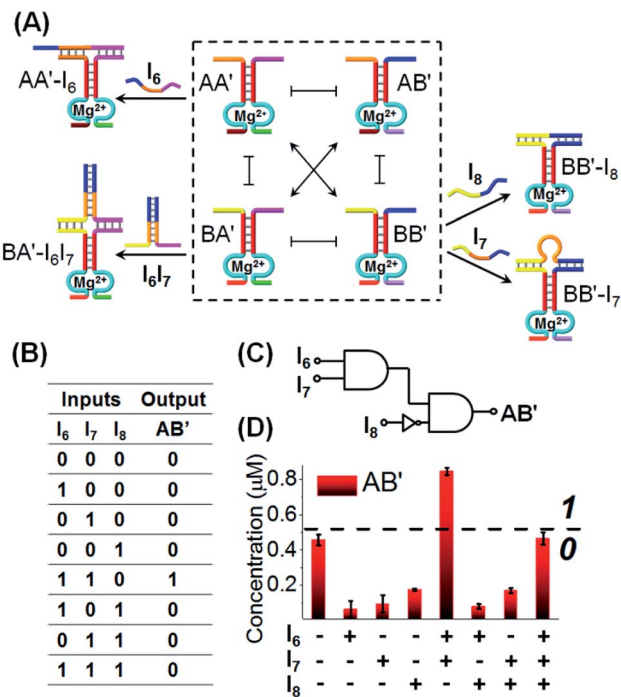 (A)
AA'-I6
Mg2+
I6
AA'
Mg2+
AB'
Mg2+
BA'-I6I7
Mg2+
I6I7
BA'
Mg2+
BB'
Mg2+
I8
BB'-I8
Mg2+
I7
BB'-I7
Mg2+
(B)
Inputs Output
I6 I7 I8 AB'
0 0 0 0
1 0 0 0
0 1 0 0
0 0 1 0
1 1 0 1
1 0 1 0
0 1 1 0
1 1 1 0
(C)
I6
I7
I8
AB'
(D)
Concentration (μM)
0.8
0.6
0.4
0.2
AB'
1
0
I6 - + - - + + - +
I7 - - + - + - + +
I8 - - - + - + + +